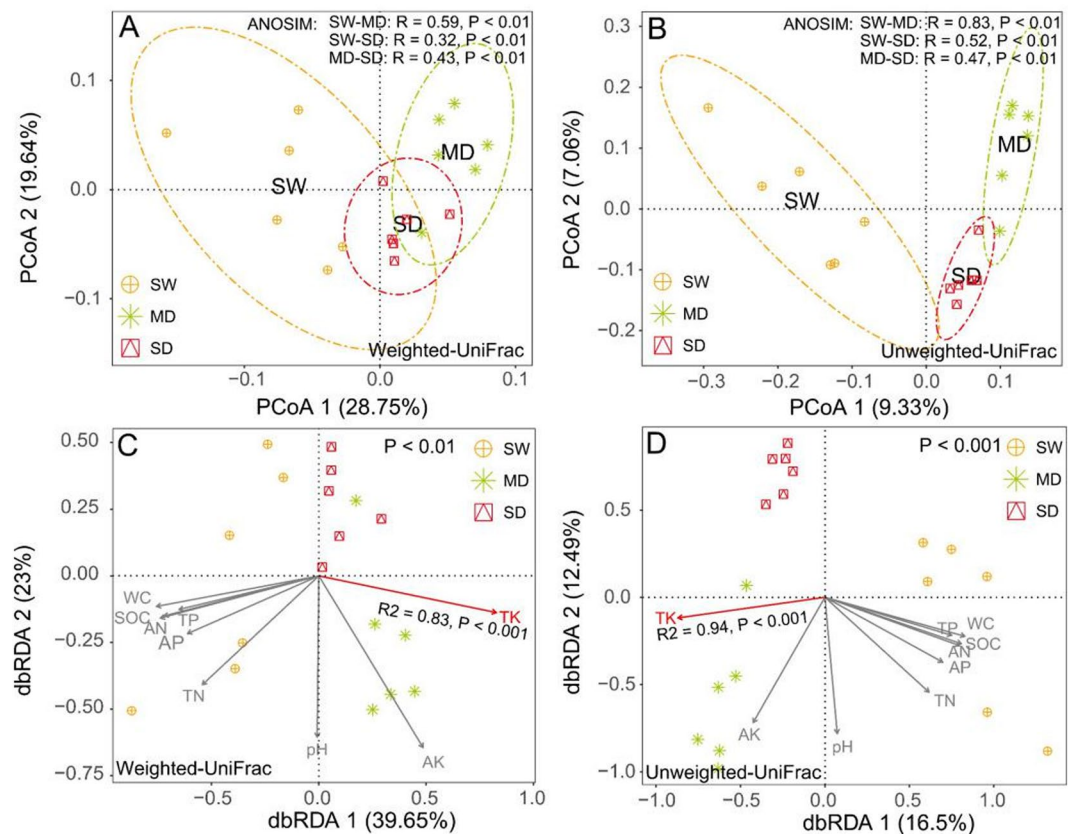 A
ANOSIM: SW-MD: R = 0.59, P < 0.01
SW-SD: R = 0.32, P < 0.01
MD-SD: R = 0.43, P < 0.01
0.1
0.0
−0.1
PCoA 2 (19.64%)
MD
SW
SD
SW
MD
SD
Weighted-UniFrac
−0.1
0.0
0.1
PCoA 1 (28.75%)
B
ANOSIM: SW-MD: R = 0.83, P < 0.01
SW-SD: R = 0.52, P < 0.01
MD-SD: R = 0.47, P < 0.01
0.3
0.2
0.1
0.0
−0.1
−0.2
PCoA 2 (7.06%)
MD
SW
SD
SW
MD
SD
Unweighted-UniFrac
−0.3
−0.2
−0.1
0.0
0.1
PCoA 1 (9.33%)
C
P < 0.01
SW
MD
SD
0.50
0.25
0.00
−0.25
−0.50
−0.75
dbRDA 2 (23%)
WC
SOC
TP
AN
AP
TN
pH
AK
TK
R2 = 0.83, P < 0.001
Weighted-UniFrac
−0.5
0.0
0.5
1.0
dbRDA 1 (39.65%)
D
P < 0.001
SW
MD
SD
0.5
0.0
−0.5
−1.0
dbRDA 2 (12.49%)
TK
R2 = 0.94, P < 0.001
TP
WC
SOC
AN
AP
TN
AK
pH
Unweighted-UniFrac
−1.0
−0.5
0.0
0.5
1.0
dbRDA 1 (16.5%)